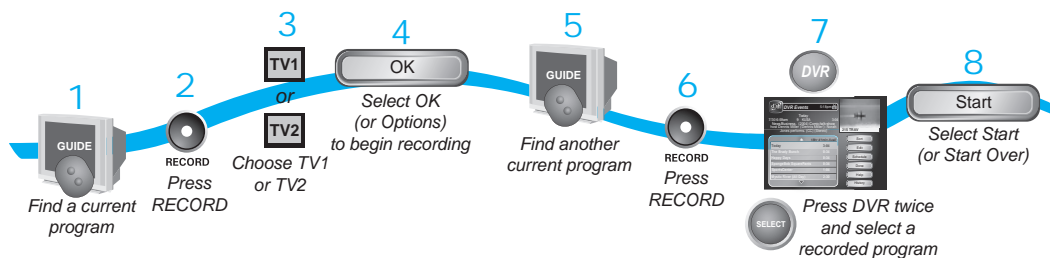 1
GUIDE
Find a current
program
2
RECORD
Press
RECORD
3
TV1
or
TV2
Choose TV1
or TV2
4
OK
Select OK
(or Options)
to begin recording
5
GUIDE
Find another
current program
6
RECORD
Press
RECORD
7
DVR
DVR Events
Today
SELECT
Press DVR twice
and select a
recorded program
8
Start
Select Start
(or Start Over)